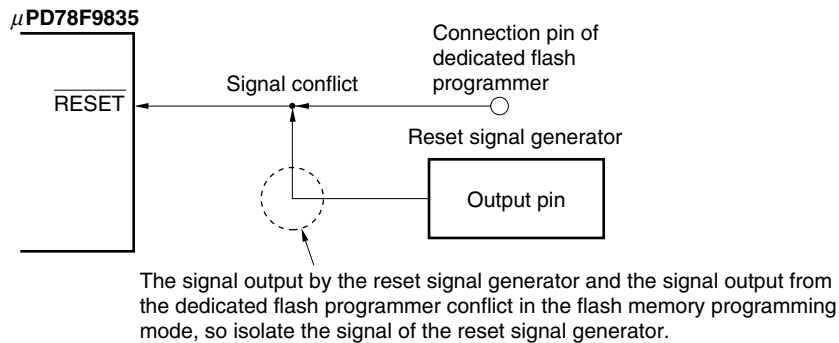 μPD78F9835
Connection pin of
dedicated flash
programmer
Signal conflict
RESET
Reset signal generator
Output pin
The signal output by the reset signal generator and the signal output from
the dedicated flash programmer conflict in the flash memory programming
mode, so isolate the signal of the reset signal generator.